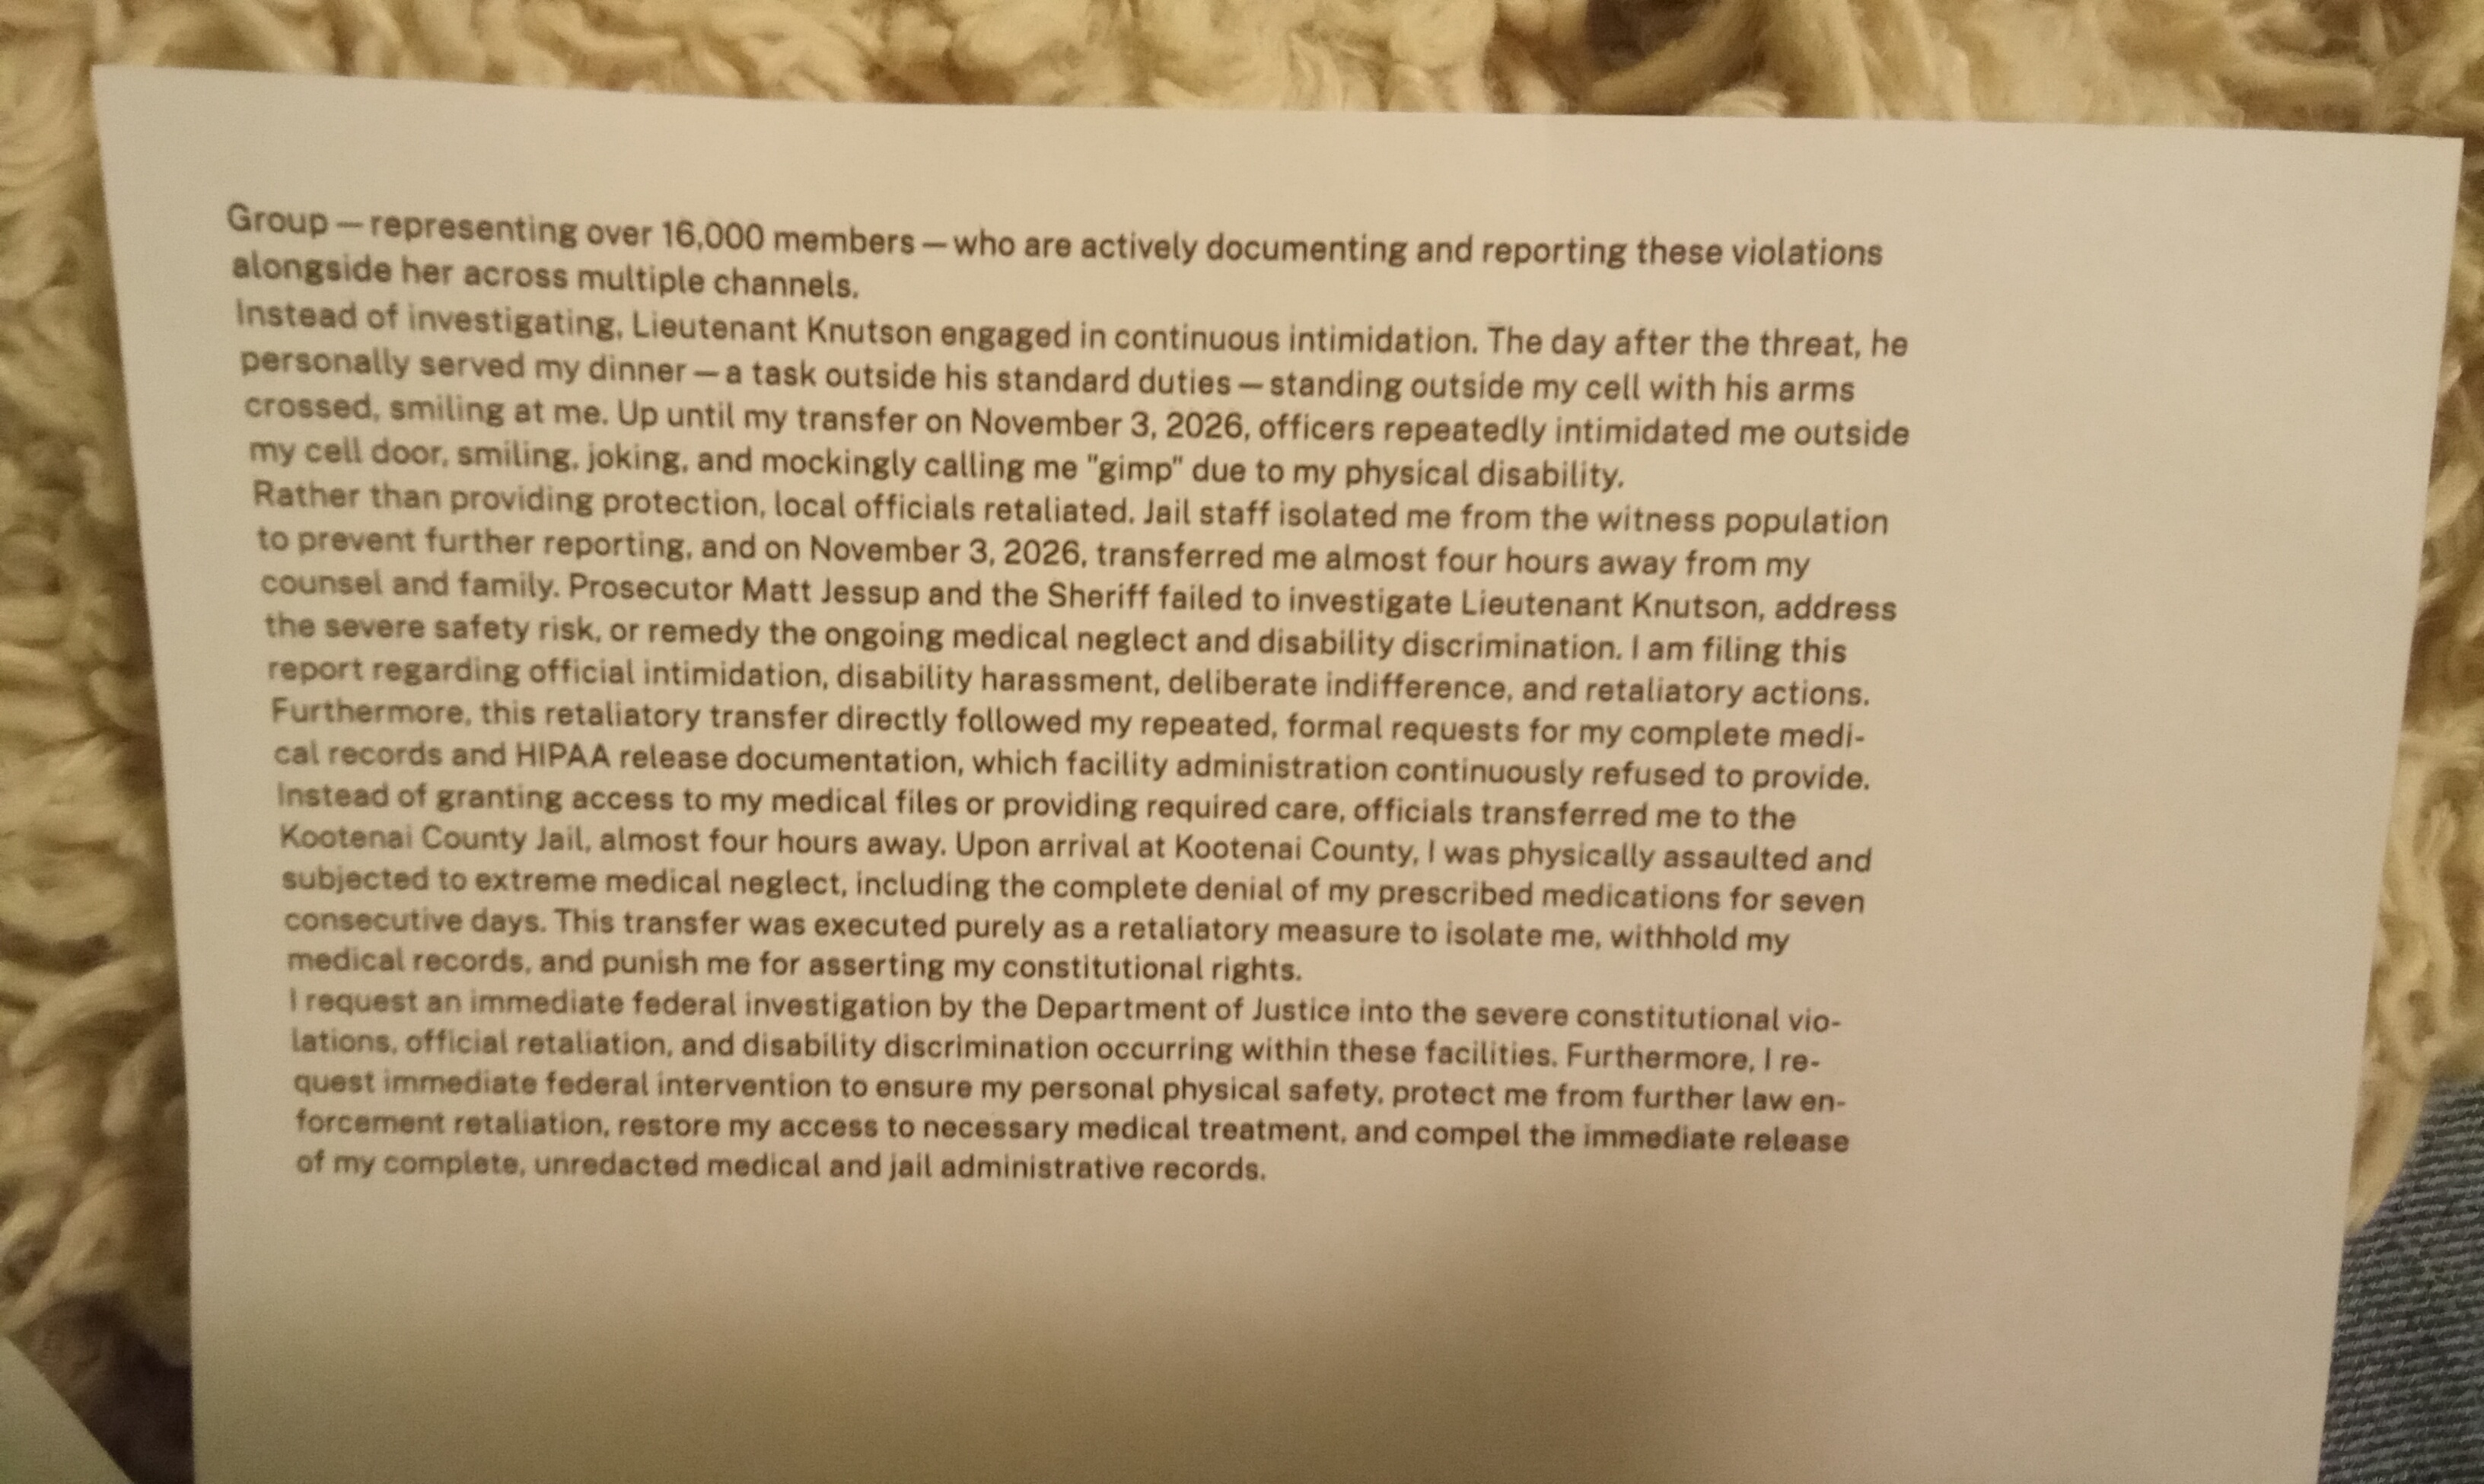 Group — representing over 16,000 members — who are actively documenting and reporting these violations
alongside her across multiple channels.
Instead of investigating, Lieutenant Knutson engaged in continuous intimidation. The day after the threat, he
personally served my dinner — a task outside his standard duties — standing outside my cell with his arms
crossed, smiling at me. Up until my transfer on November 3, 2026, officers repeatedly intimidated me outside
my cell door, smiling, joking, and mockingly calling me "gimp" due to my physical disability.
Rather than providing protection, local officials retaliated. Jail staff isolated me from the witness population
to prevent further reporting, and on November 3, 2026, transferred me almost four hours away from my
counsel and family. Prosecutor Matt Jessup and the Sheriff failed to investigate Lieutenant Knutson, address
the severe safety risk, or remedy the ongoing medical neglect and disability discrimination. I am filing this
report regarding official intimidation, disability harassment, deliberate indifference, and retaliatory actions.
Furthermore, this retaliatory transfer directly followed my repeated, formal requests for my complete medi-
cal records and HIPAA release documentation, which facility administration continuously refused to provide.
Instead of granting access to my medical files or providing required care, officials transferred me to the
Kootenai County Jail, almost four hours away. Upon arrival at Kootenai County, I was physically assaulted and
subjected to extreme medical neglect, including the complete denial of my prescribed medications for seven
consecutive days. This transfer was executed purely as a retaliatory measure to isolate me, withhold my
medical records, and punish me for asserting my constitutional rights.
I request an immediate federal investigation by the Department of Justice into the severe constitutional vio-
lations, official retaliation, and disability discrimination occurring within these facilities. Furthermore, I re-
quest immediate federal intervention to ensure my personal physical safety, protect me from further law en-
forcement retaliation, restore my access to necessary medical treatment, and compel the immediate release
of my complete, unredacted medical and jail administrative records.